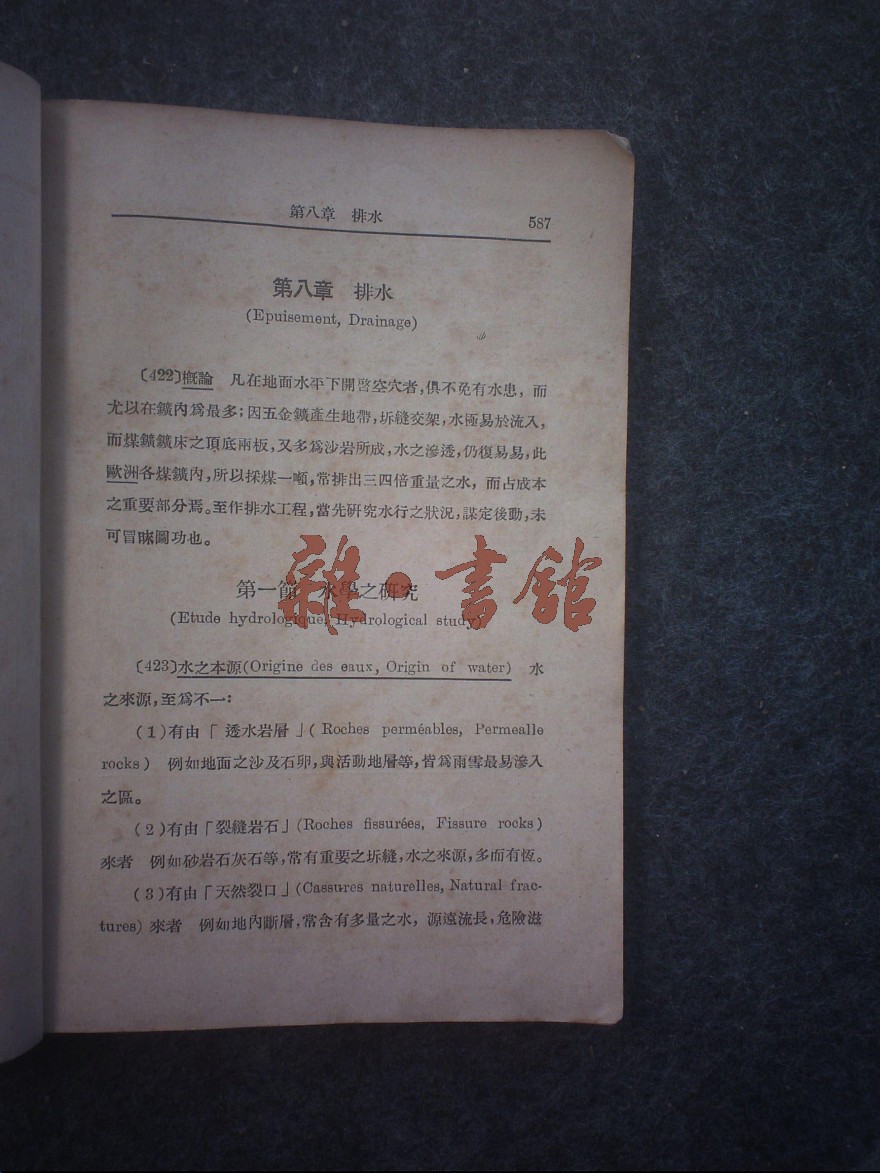 第八章　排水　587
第八章　排水
(Epuisement, Drainage)
〔422〕概論　凡在地面水平下開啓空穴者，俱不免有水患，而
尤以在鑛內爲最多；因五金鑛產生地帶，坼縫交架，水極易於流入，
而煤鑛鑛床之頂底兩板，又多爲沙岩所成，水之滲透，仍復易易，此
歐洲各煤鑛內，所以採煤一噸，常排出三四倍重量之水，而占成本
之重要部分焉。至作排水工程，當先研究水行之狀況，謀定後動，未
可冒昧圖功也。
第一節　水學之研究
(Etude hydrologique, Hydrological study)
雜·書館
〔423〕水之本源(Origine des eaux, Origin of water)　水
之來源，至爲不一：
(1)有由「透水岩層」(Roches perméables, Permealle
rocks)　例如地面之沙及石卵，與活動地層等，皆爲雨雪最易滲入
之區。
(2)有由「裂縫岩石」(Roches fissurées, Fissure rocks)
來者　例如砂岩石灰石等，常有重要之坼縫，水之來源，多而有恆。
(3)有由「天然裂口」(Cassures naturelles, Natural frac-
tures)來者　例如地內斷層，常含有多量之水，源遠流長，危險滋